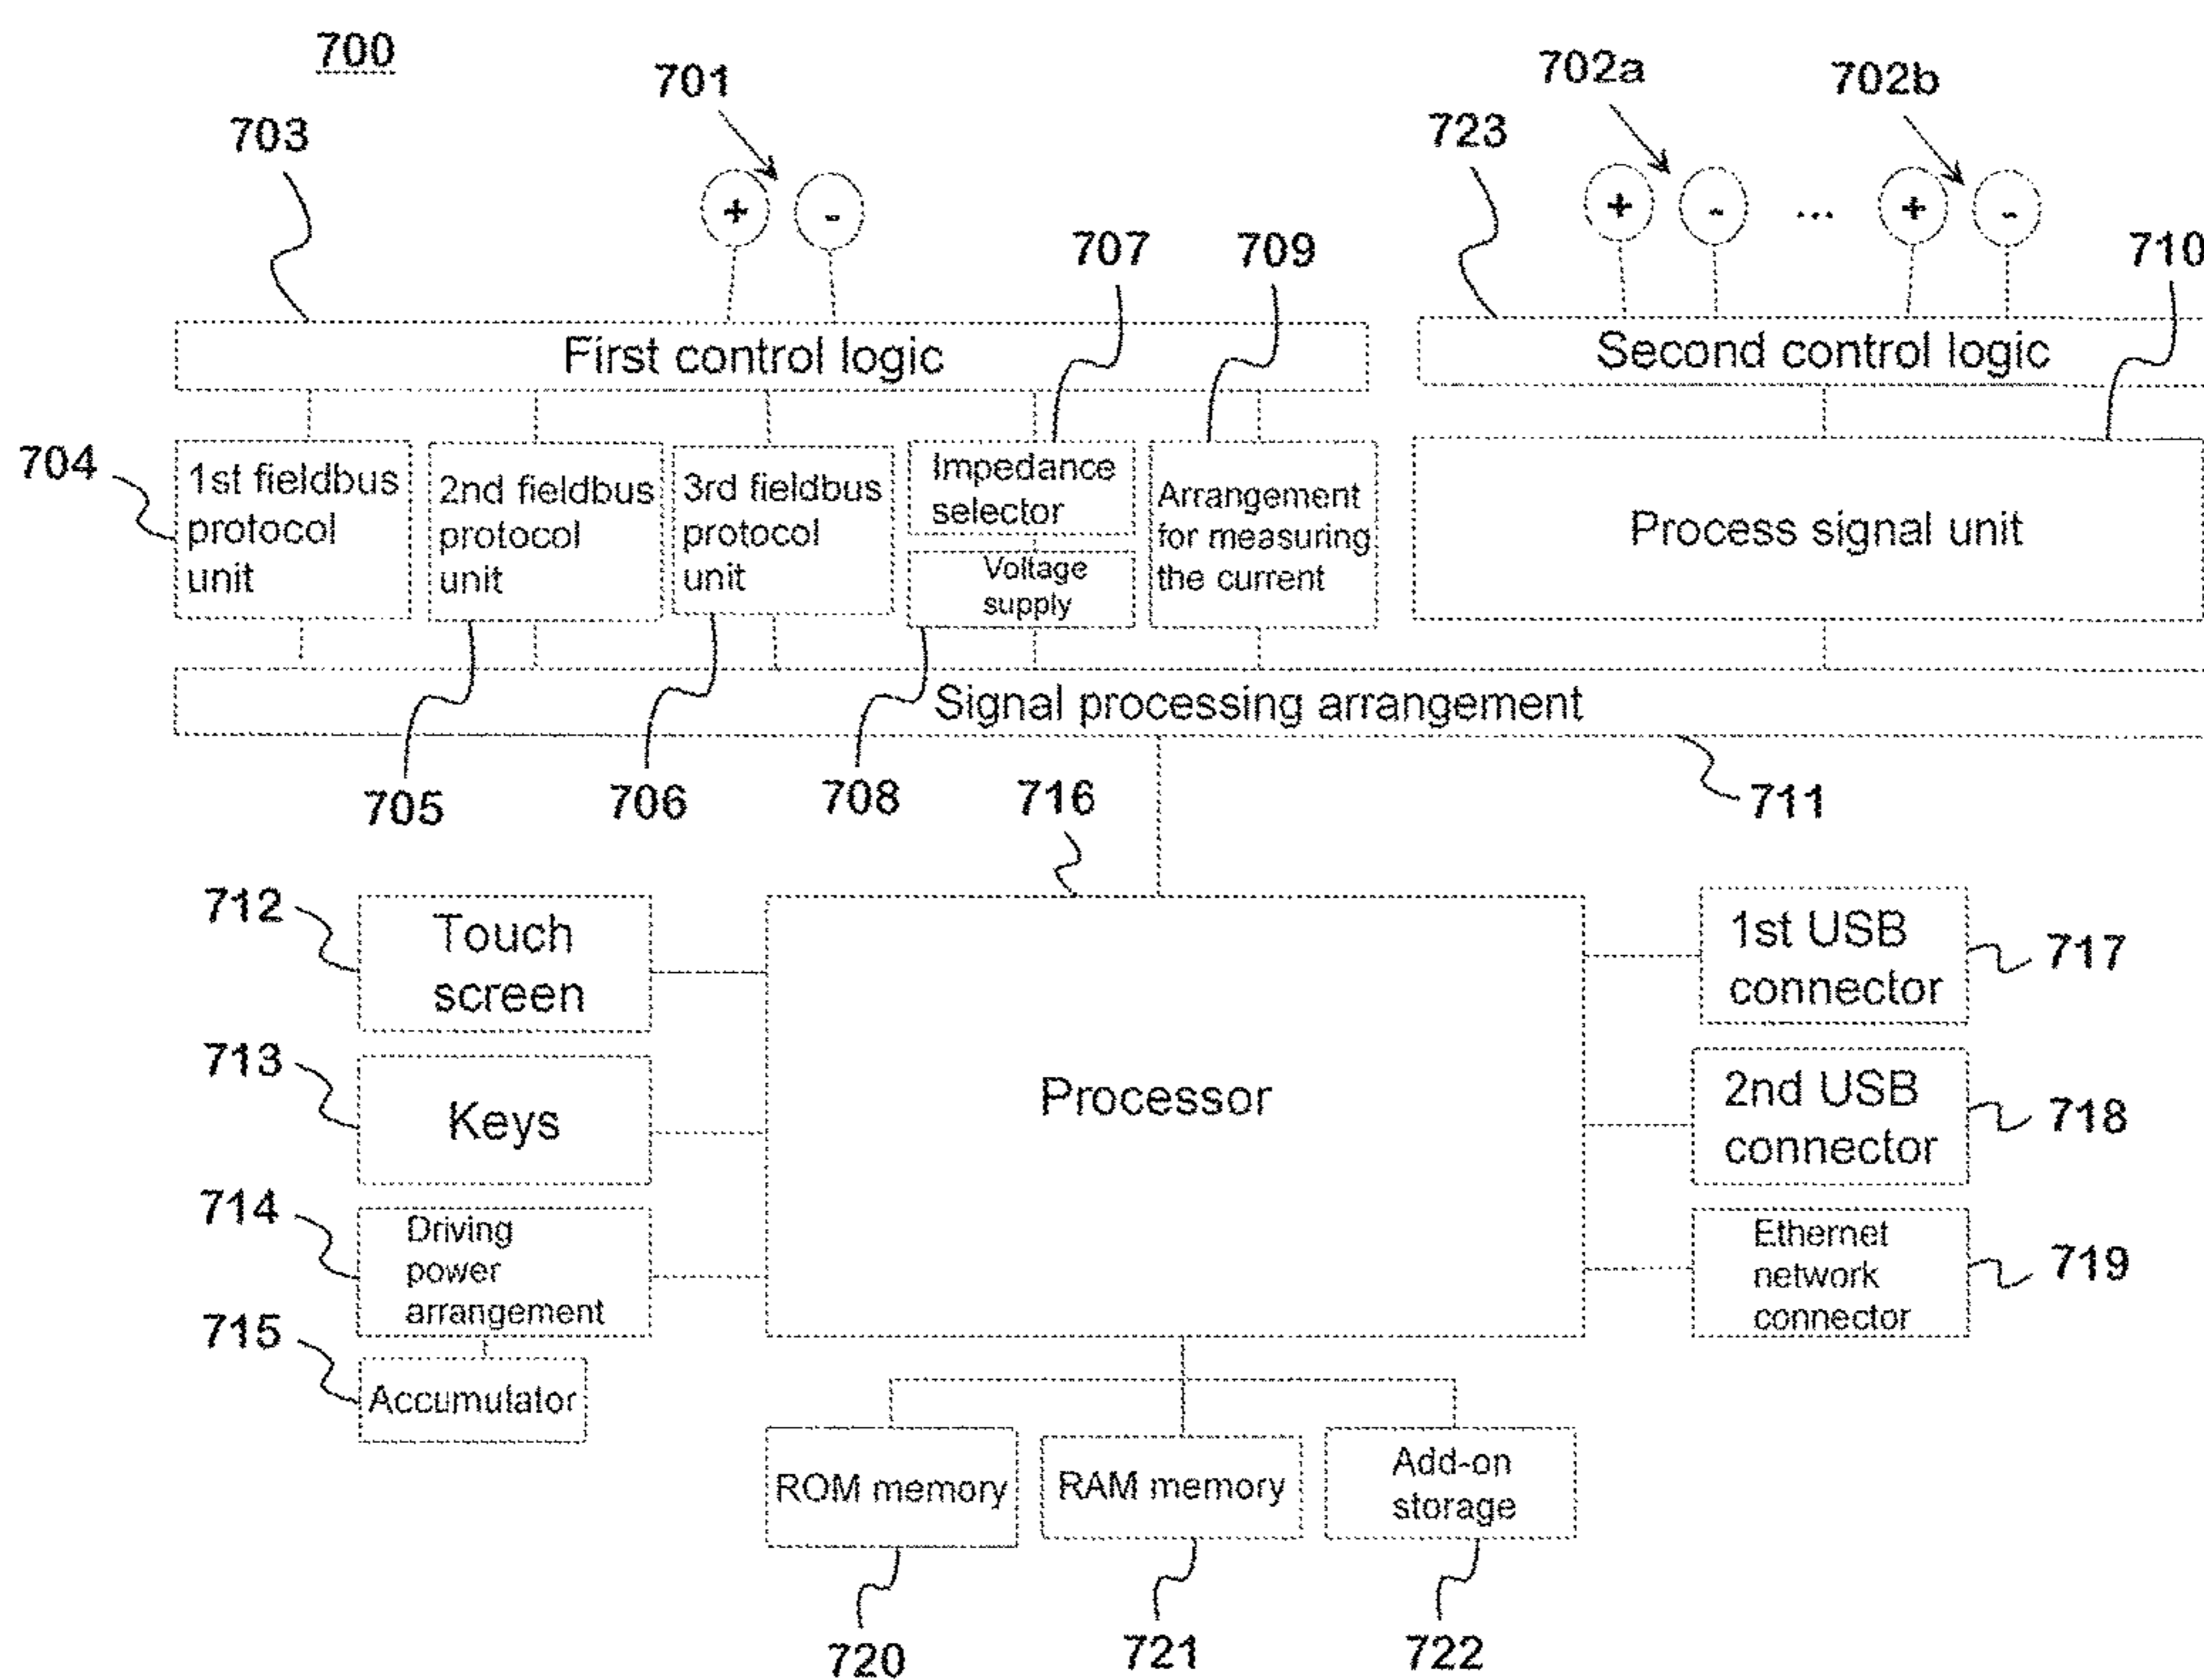 700
701
702a
702b
703
723
+
-
+
-
...
+
-
707
709
710
First control logic
Second control logic
704
1st fieldbus
protocol
unit
2nd fieldbus
protocol
unit
3rd fieldbus
protocol
unit
Impedance
selector
Voltage
supply
Arrangement
for measuring
the current
Process signal unit
Signal processing arrangement
705
706
708
716
711
712
Touch
screen
713
Keys
714
Driving
power
arrangement
715
Accumulator
Processor
1st USB
connector
717
2nd USB
connector
718
Ethernet
network
connector
719
ROM memory
RAM memory
Add-on
storage
720
721
722